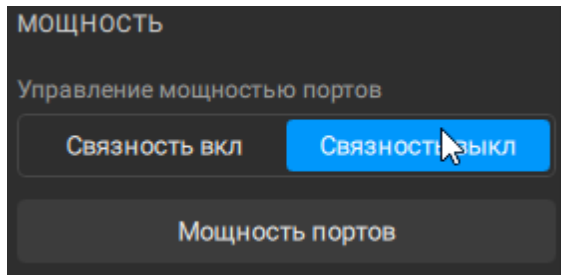 МОЩНОСТЬ
Управление мощностью портов
Связность вкл
Связность выкл
Мощность портов